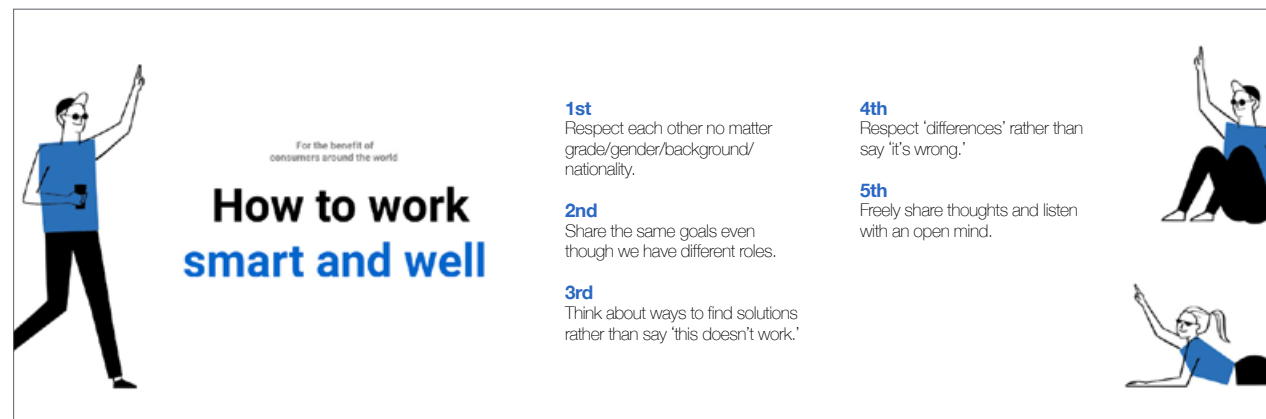 For the benefit of
consumers around the world
How to work
smart and well
1st
Respect each other no matter
grade/gender/background/
nationality.
2nd
Share the same goals even
though we have different roles.
3rd
Think about ways to find solutions
rather than say ‘this doesn’t work.’
4th
Respect ‘differences’ rather than
say ‘it’s wrong.’
5th
Freely share thoughts and listen
with an open mind.